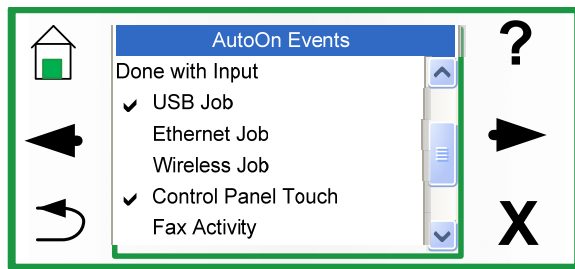 AutoOn Events
?
Done with Input
✓ USB Job
Ethernet Job
Wireless Job
✓ Control Panel Touch
Fax Activity
X